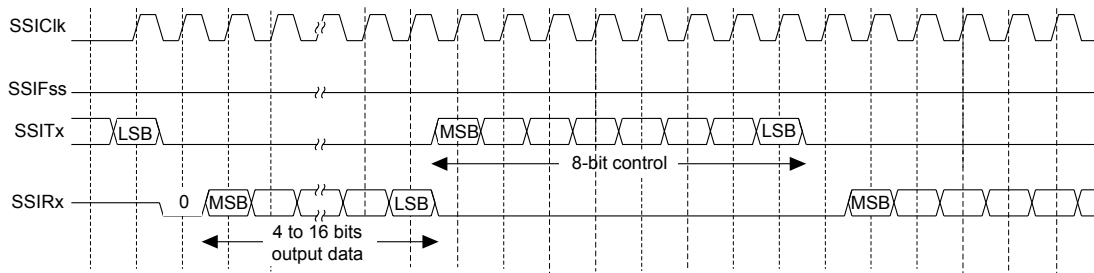 SSIClk
SSIFss
SSITx
LSB
MSB
LSB
8-bit control
SSIRx
0
MSB
LSB
MSB
4 to 16 bits
output data